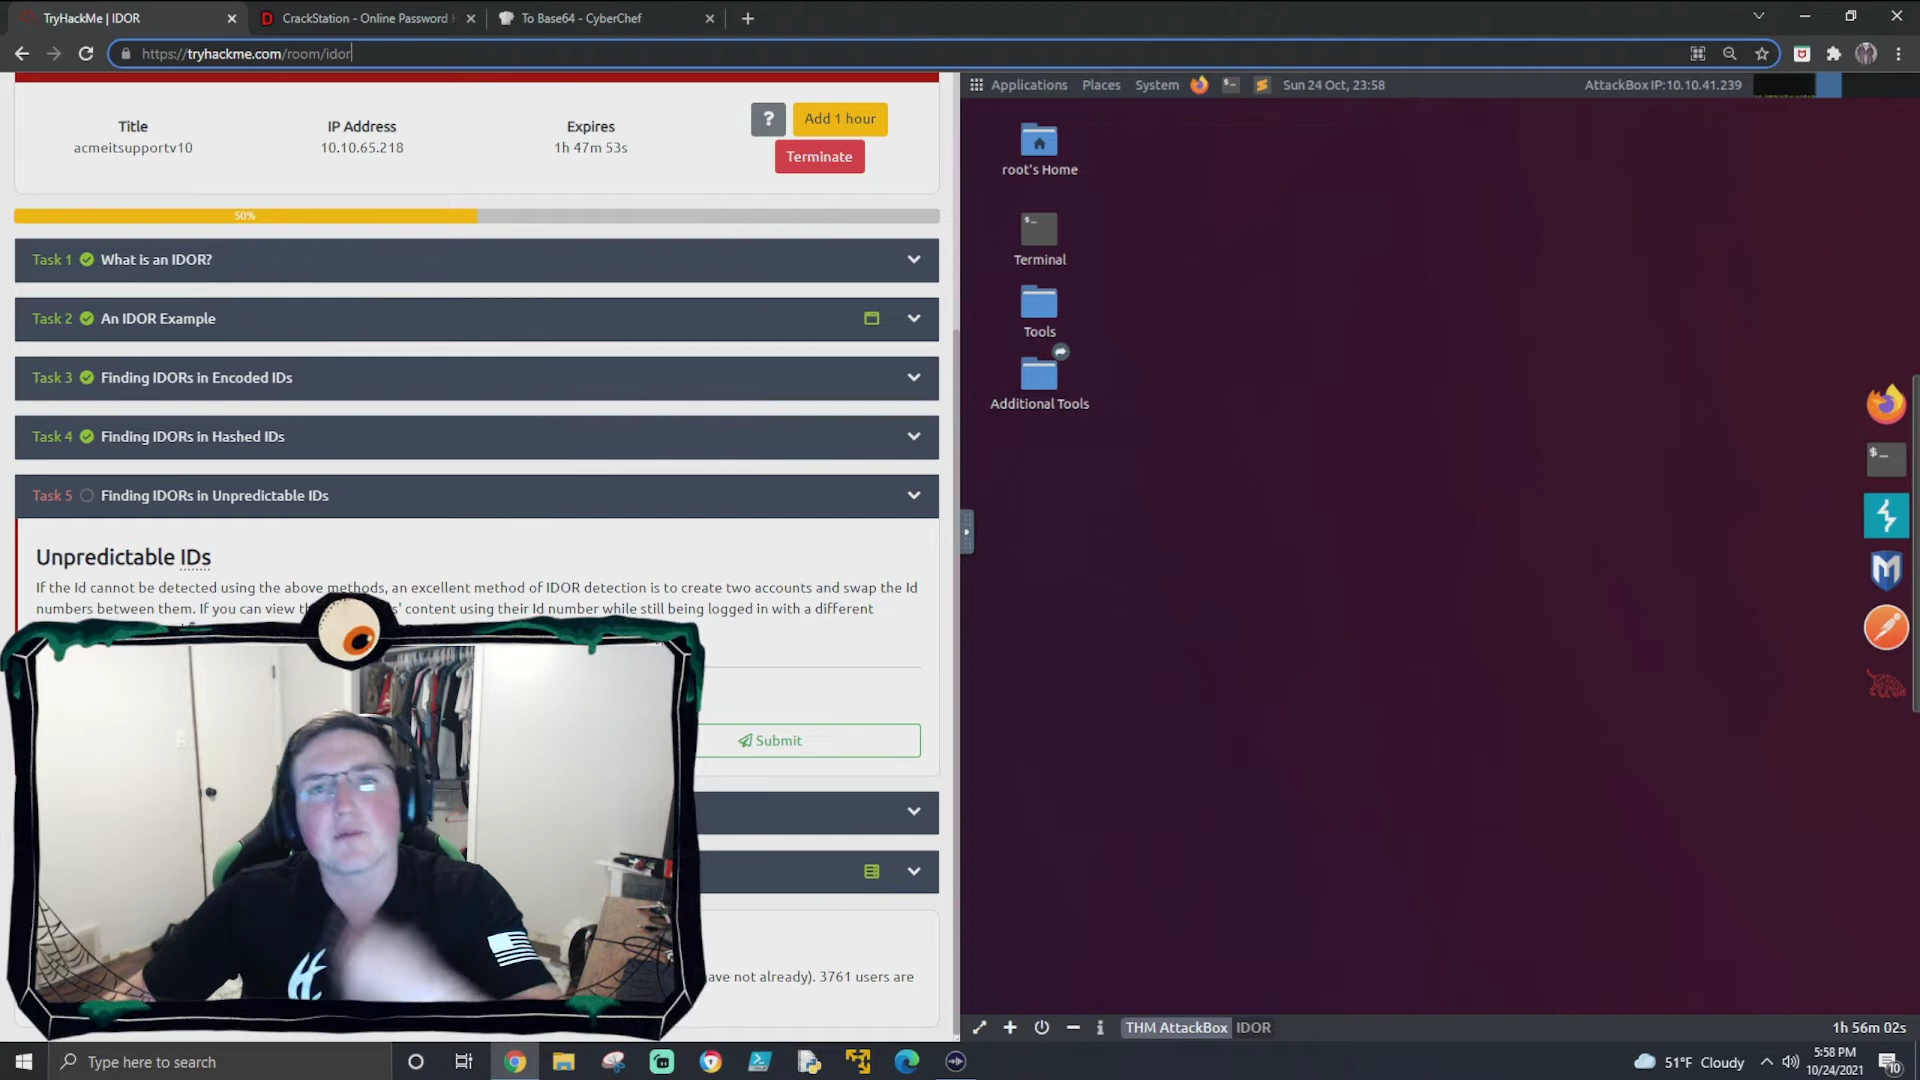 TryHackMe | IDOR
CrackStation - Online Password H
To Base64 - CyberChef
https://tryhackme.com/room/idor
Title
IP Address
Expires
acmeitsupportv10
10.10.65.218
1h 47m 53s
?
Add 1 hour
Terminate
50%
Task 1 What is an IDOR?
Task 2 An IDOR Example
Task 3 Finding IDORs in Encoded IDs
Task 4 Finding IDORs in Hashed IDs
Task 5 Finding IDORs in Unpredictable IDs
Unpredictable IDs
If the Id cannot be detected using the above methods, an excellent method of IDOR detection is to create two accounts and swap the Id
numbers between them. If you can view th s' content using their Id number while still being logged in with a different
Submit
ave not already). 3761 users are
Applications Places System
Sun 24 Oct, 23:58
AttackBox IP:10.10.41.239
root's Home
Terminal
Tools
Additional Tools
THM AttackBox IDOR
1h 56m 02s
Type here to search
51°F Cloudy
5:58 PM
10/24/2021
10